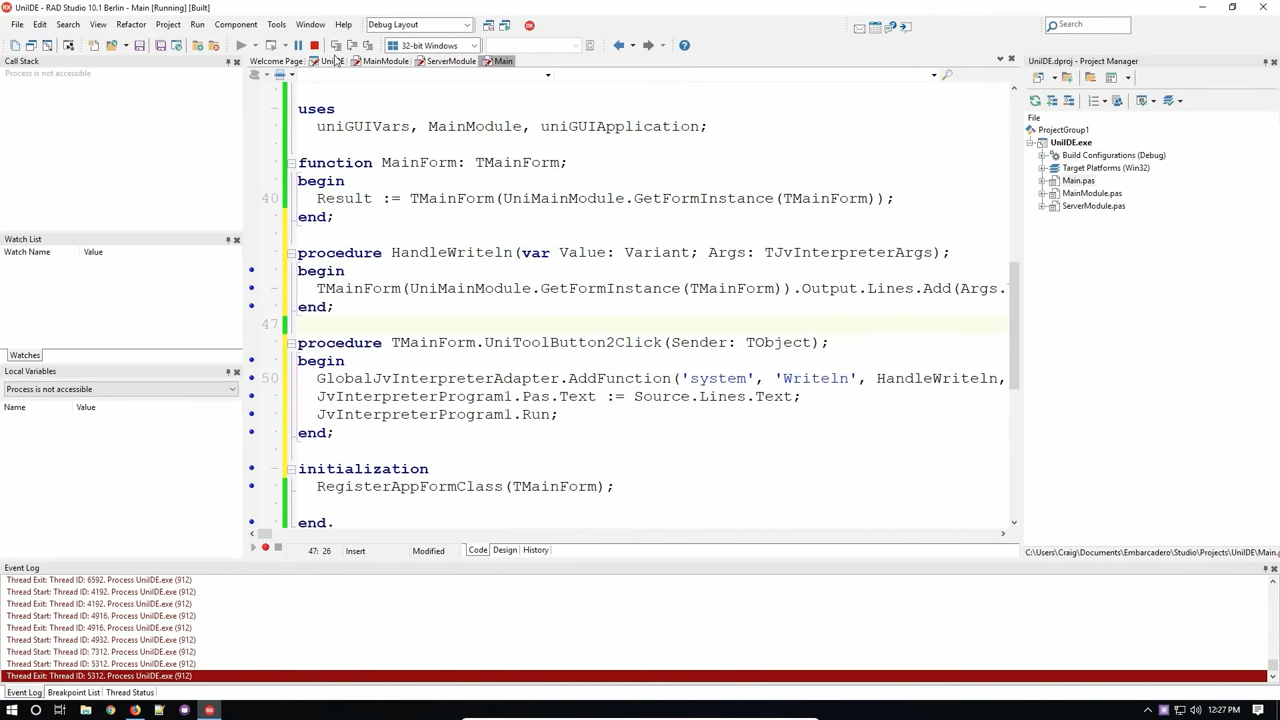 UniIDE - RAD Studio 10.1 Berlin - Main [Running] [Built]
File Edit Search View Refactor Project Run Component Tools Window Help Debug Layout Search
32-bit Windows
Call Stack
Process is not accessible
Welcome Page MainModule ServerModule Main
UniIDE.dproj - Project Manager
File
ProjectGroup1
UniIDE.exe
Build Configurations (Debug)
Target Platforms (Win32)
Main.pas
MainModule.pas
ServerModule.pas
Watch List
Watch Name Value
Watches
Local Variables
Process is not accessible
Name Value
uses
uniGUIVars, MainModule, uniGUIApplication;
function MainForm: TMainForm;
begin
40 Result := TMainForm(UniMainModule.GetFormInstance(TMainForm));
end;
procedure HandleWriteln(var Value: Variant; Args: TJvInterpreterArgs);
begin
TMainForm(UniMainModule.GetFormInstance(TMainForm)).Output.Lines.Add(Args.
end;
47
procedure TMainForm.UniToolButton2Click(Sender: TObject);
begin
50 GlobalJvInterpreterAdapter.AddFunction('system', 'Writeln', HandleWriteln,
JvInterpreterProgram1.Pas.Text := Source.Lines.Text;
JvInterpreterProgram1.Run;
end;
initialization
RegisterAppFormClass(TMainForm);
end.
47: 26 Insert Modified Code Design History
C:\Users\Craig\Documents\Embarcadero\Studio\Projects\UniIDE\Main.p
Event Log
Thread Exit: Thread ID: 6592. Process UniIDE.exe (912)
Thread Start: Thread ID: 4192. Process UniIDE.exe (912)
Thread Exit: Thread ID: 4192. Process UniIDE.exe (912)
Thread Start: Thread ID: 4916. Process UniIDE.exe (912)
Thread Exit: Thread ID: 4916. Process UniIDE.exe (912)
Thread Exit: Thread ID: 4932. Process UniIDE.exe (912)
Thread Exit: Thread ID: 7312. Process UniIDE.exe (912)
Thread Start: Thread ID: 5312. Process UniIDE.exe (912)
Thread Exit: Thread ID: 5312. Process UniIDE.exe (912)
Event Log Breakpoint List Thread Status
12:27 PM